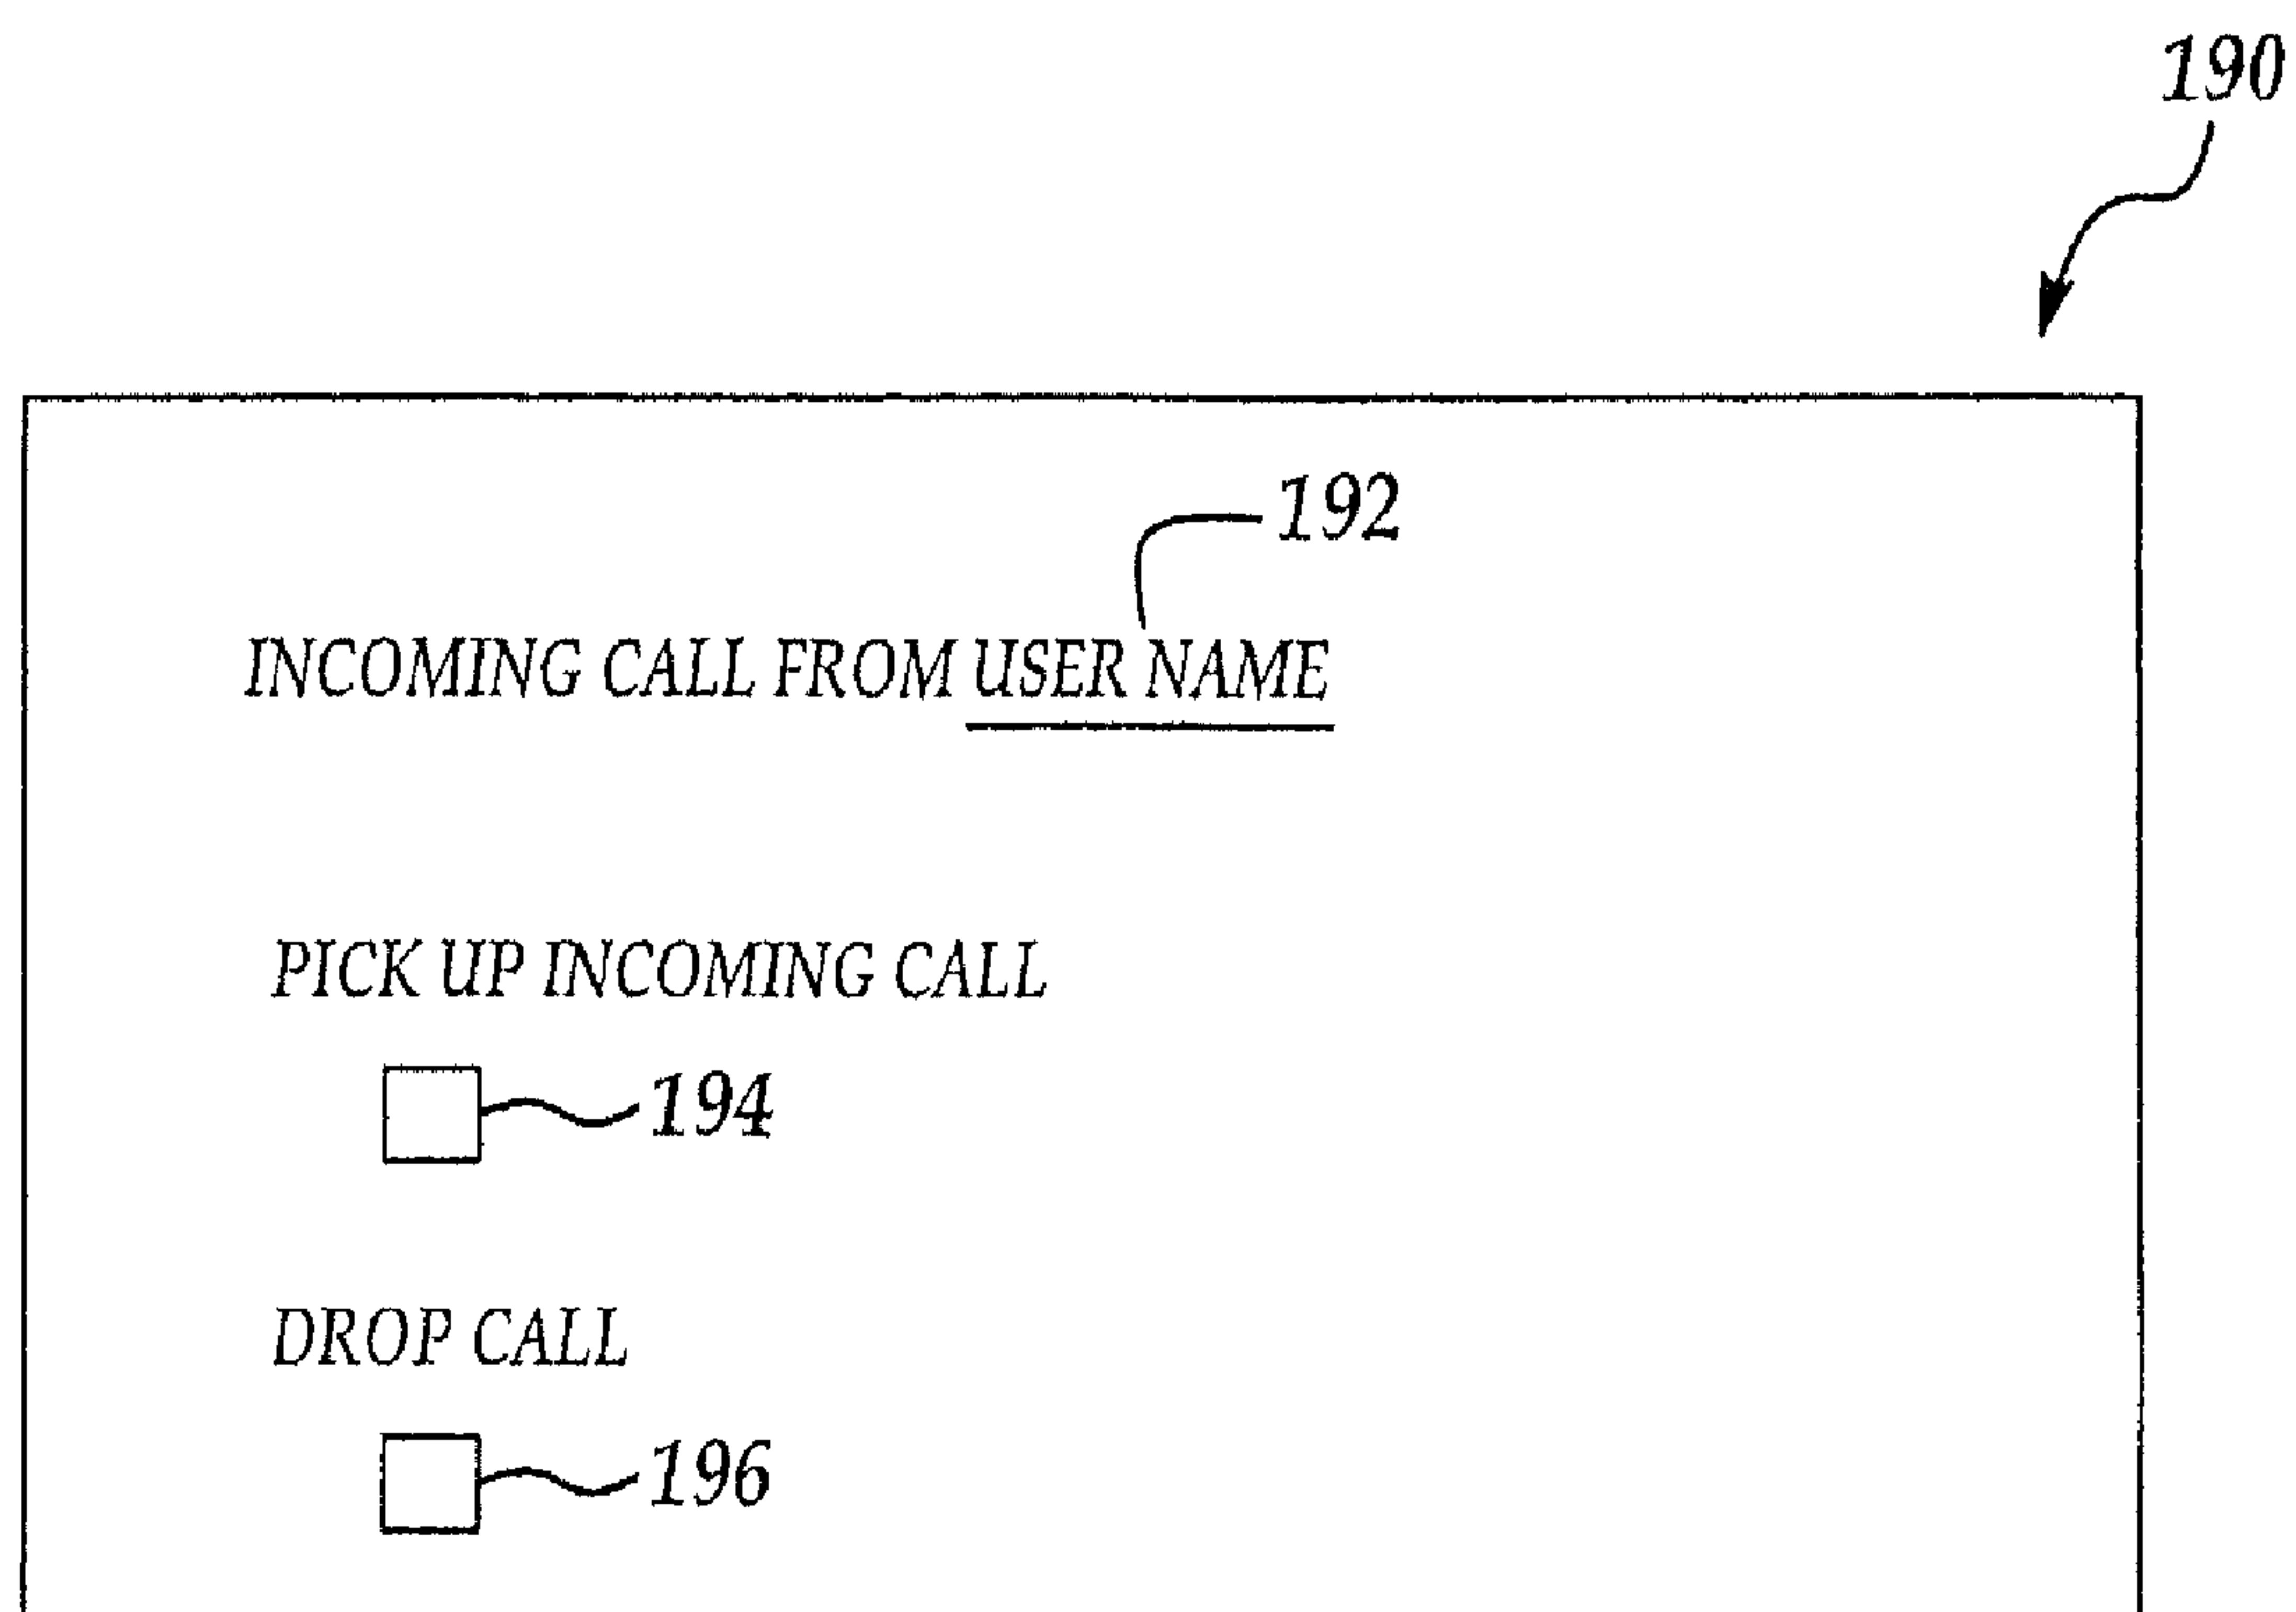 190
192
INCOMING CALL FROM USER NAME
PICK UP INCOMING CALL
194
DROP CALL
196